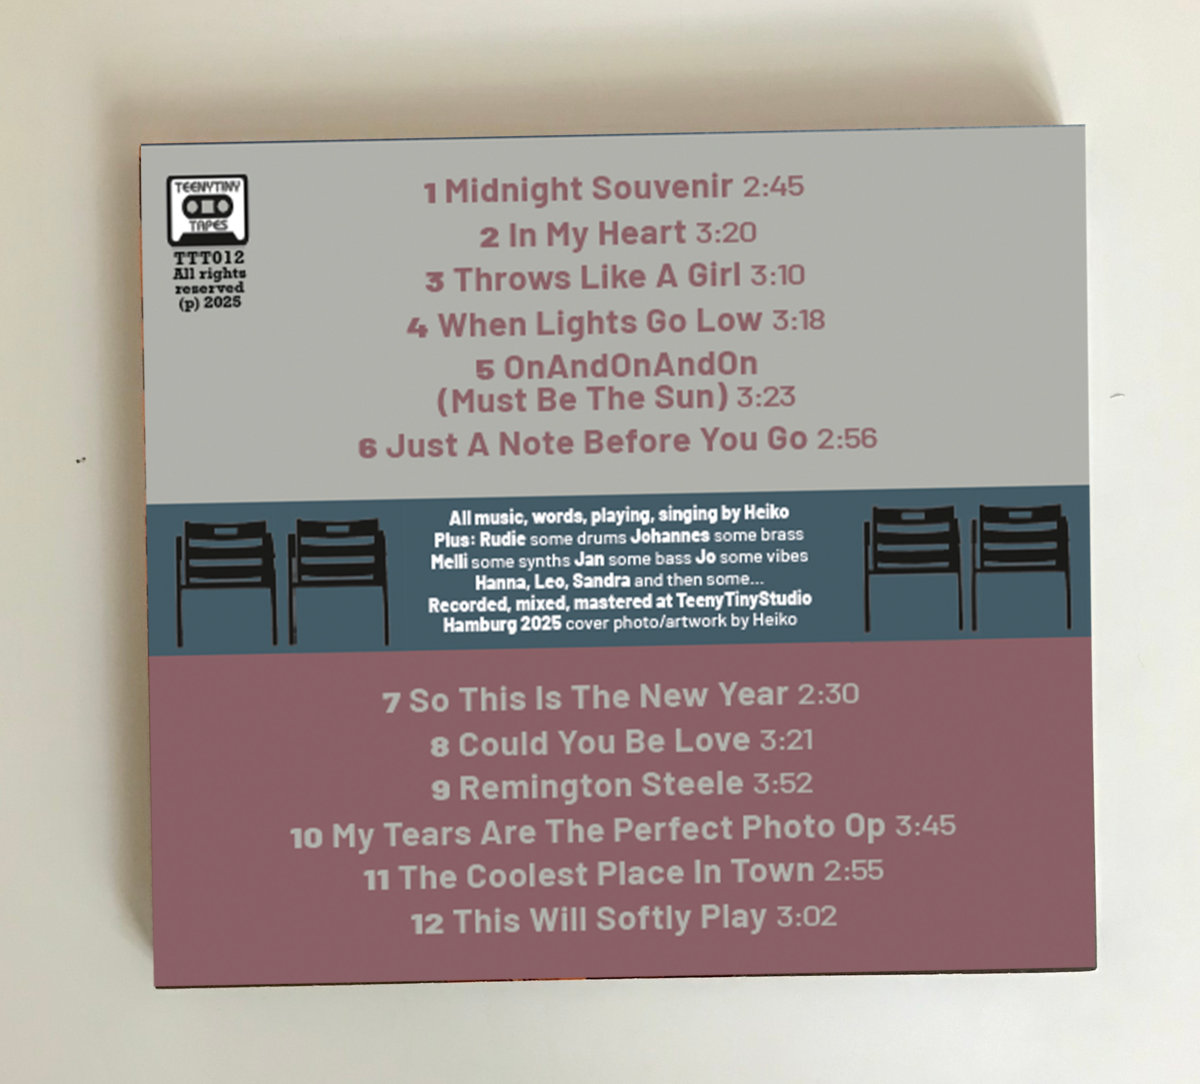 TEENYTINY
TAPES
TTT012
All rights
reserved
(p) 2025
1 Midnight Souvenir 2:45
2 In My Heart 3:20
3 Throws Like A Girl 3:10
4 When Lights Go Low 3:18
5 OnAndOnAndOn
(Must Be The Sun) 3:23
6 Just A Note Before You Go 2:56
All music, words, playing, singing by Heiko
Plus: Rudie some drums Johannes some brass
Melli some synths Jan some bass Jo some vibes
Hanna, Leo, Sandra and then some...
Recorded, mixed, mastered at TeenyTinyStudio
Hamburg 2025 cover photo/artwork by Heiko
7 So This Is The New Year 2:30
8 Could You Be Love 3:21
9 Remington Steele 3:52
10 My Tears Are The Perfect Photo Op 3:45
11 The Coolest Place In Town 2:55
12 This Will Softly Play 3:02